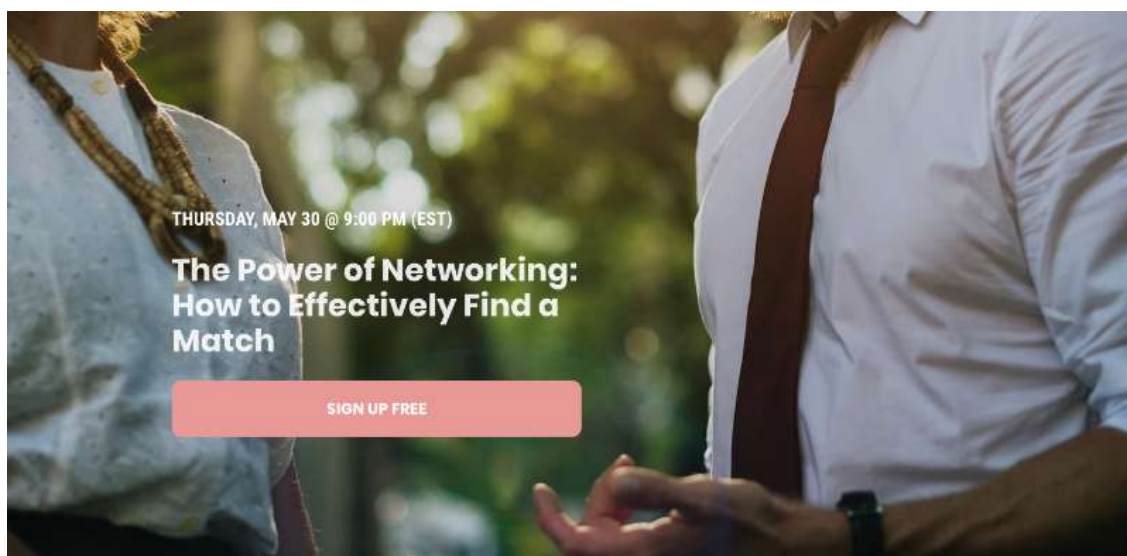 THURSDAY, MAY 30 @ 9:00 PM (EST)
The Power of Networking:
How to Effectively Find a
Match
SIGN UP FREE